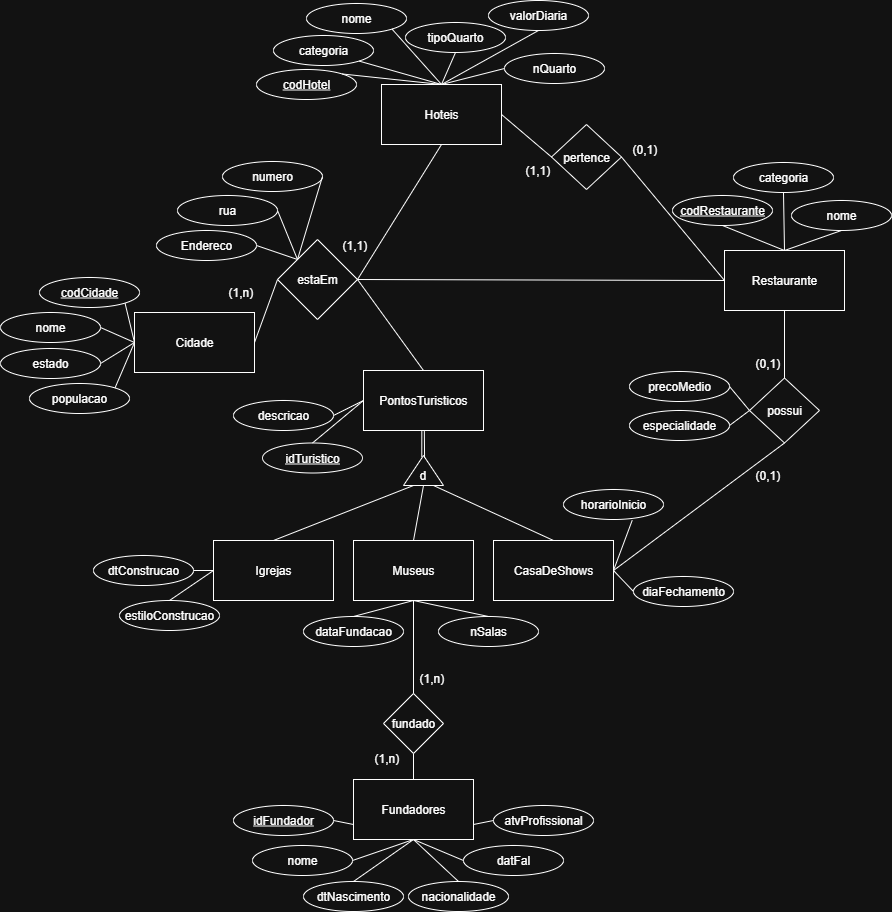 nome
valorDiaria
tipoQuarto
categoria
nQuarto
codHotel
Hoteis
pertence
(0,1)
(1,1)
numero
categoria
rua
codRestaurante
nome
Endereco
(1,1)
estaEm
Restaurante
codCidade
(1,n)
nome
Cidade
estado
(0,1)
populacao
precoMedio
PontosTuristicos
possui
descricao
especialidade
idTuristico
d
(0,1)
horarioInicio
dtConstrucao
Igrejas
Museus
CasaDeShows
diaFechamento
estiloConstrucao
dataFundacao
nSalas
(1,n)
fundado
(1,n)
Fundadores
idFundador
atvProfissional
nome
datFal
dtNascimento
nacionalidade